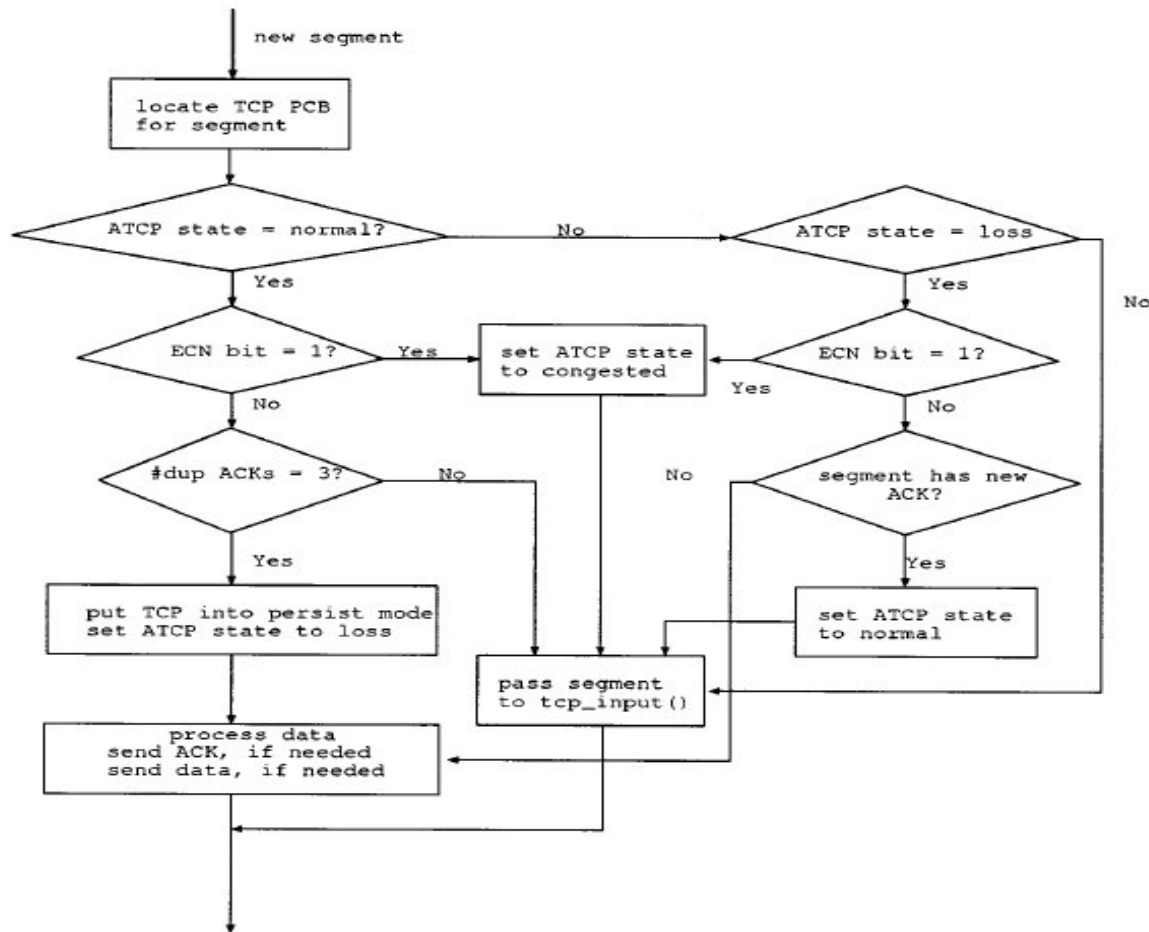 new segment
locate TCP PCB
for segment
ATCP state = normal?
No
ATCP state = loss
Yes
Yes
No
ECN bit = 1?
Yes
set ATCP state
to congested
ECN bit = 1?
Yes
No
No
#dup ACKs = 3?
No
No
segment has new
ACK?
Yes
Yes
put TCP into persist mode
set ATCP state to loss
set ATCP state
to normal
pass segment
to tcp_input()
process data
send ACK, if needed
send data, if needed